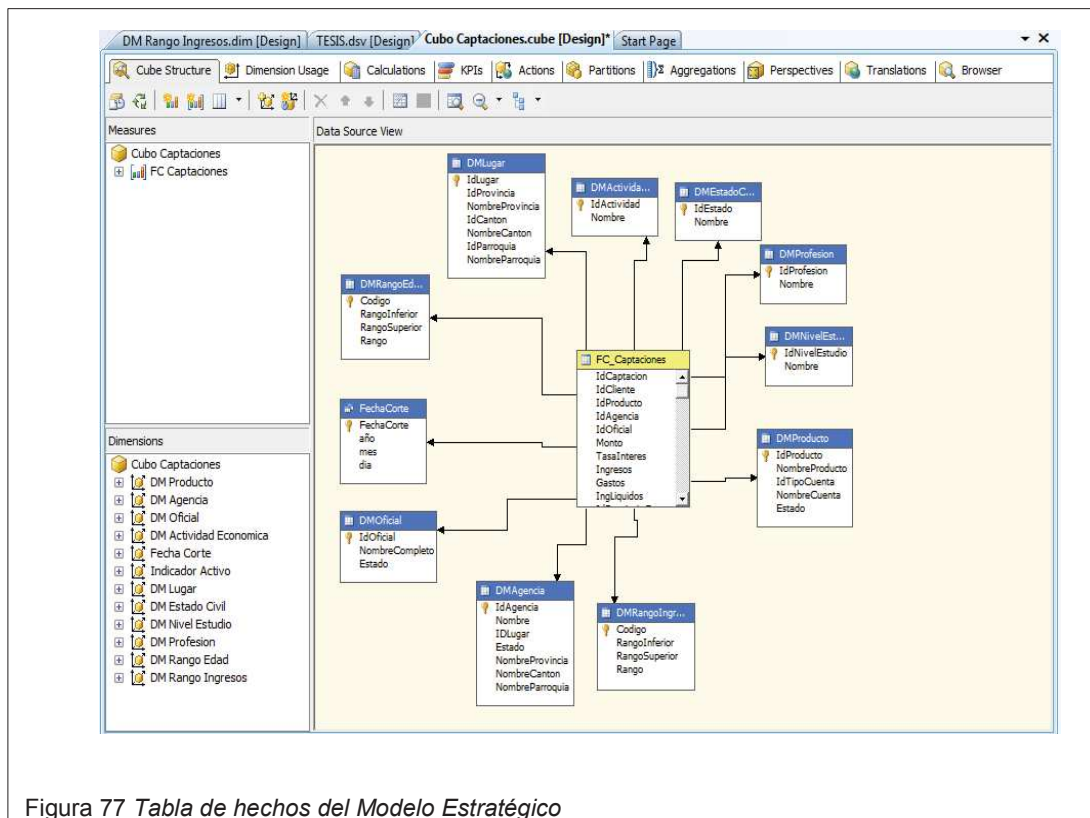 DM Rango Ingresos.dim [Design]
TESIS.dsv [Design]
Cubo Captaciones.cube [Design]*
Start Page
Cube Structure
Dimension Usage
Calculations
KPIs
Actions
Partitions
Aggregations
Perspectives
Translations
Browser
Measures
Cubo Captaciones
FC Captaciones
Dimensions
Cubo Captaciones
DM Producto
DM Agencia
DM Oficial
DM Actividad Economica
Fecha Corte
Indicador Activo
DM Lugar
DM Estado Civil
DM Nivel Estudio
DM Profesion
DM Rango Edad
DM Rango Ingresos
Data Source View
DMLugar
IdLugar
IdProvincia
NombreProvincia
IdCanton
NombreCanton
IdParroquia
NombreParroquia
DMActivida...
IdActividad
Nombre
DMEstadoC...
IdEstado
Nombre
DMProfesion
IdProfesion
Nombre
DMRangoEd...
Codigo
RangoInferior
RangoSuperior
Rango
DMNivelEst...
IdNivelEstudio
Nombre
FC_Captaciones
IdCaptacion
IdCliente
IdProducto
IdAgencia
IdOficial
Monto
TasaInteres
Ingresos
Gastos
IngLiquidos
FechaCorte
FechaCorte
año
mes
dia
DMProducto
IdProducto
NombreProducto
IdTipoCuenta
NombreCuenta
Estado
DMOficial
IdOficial
NombreCompleto
Estado
DMAgencia
IdAgencia
Nombre
IDLugar
Estado
NombreProvincia
NombreCanton
NombreParroquia
DMRangoIngr...
Codigo
RangoInferior
RangoSuperior
Rango
Figura 77 Tabla de hechos del Modelo Estratégico